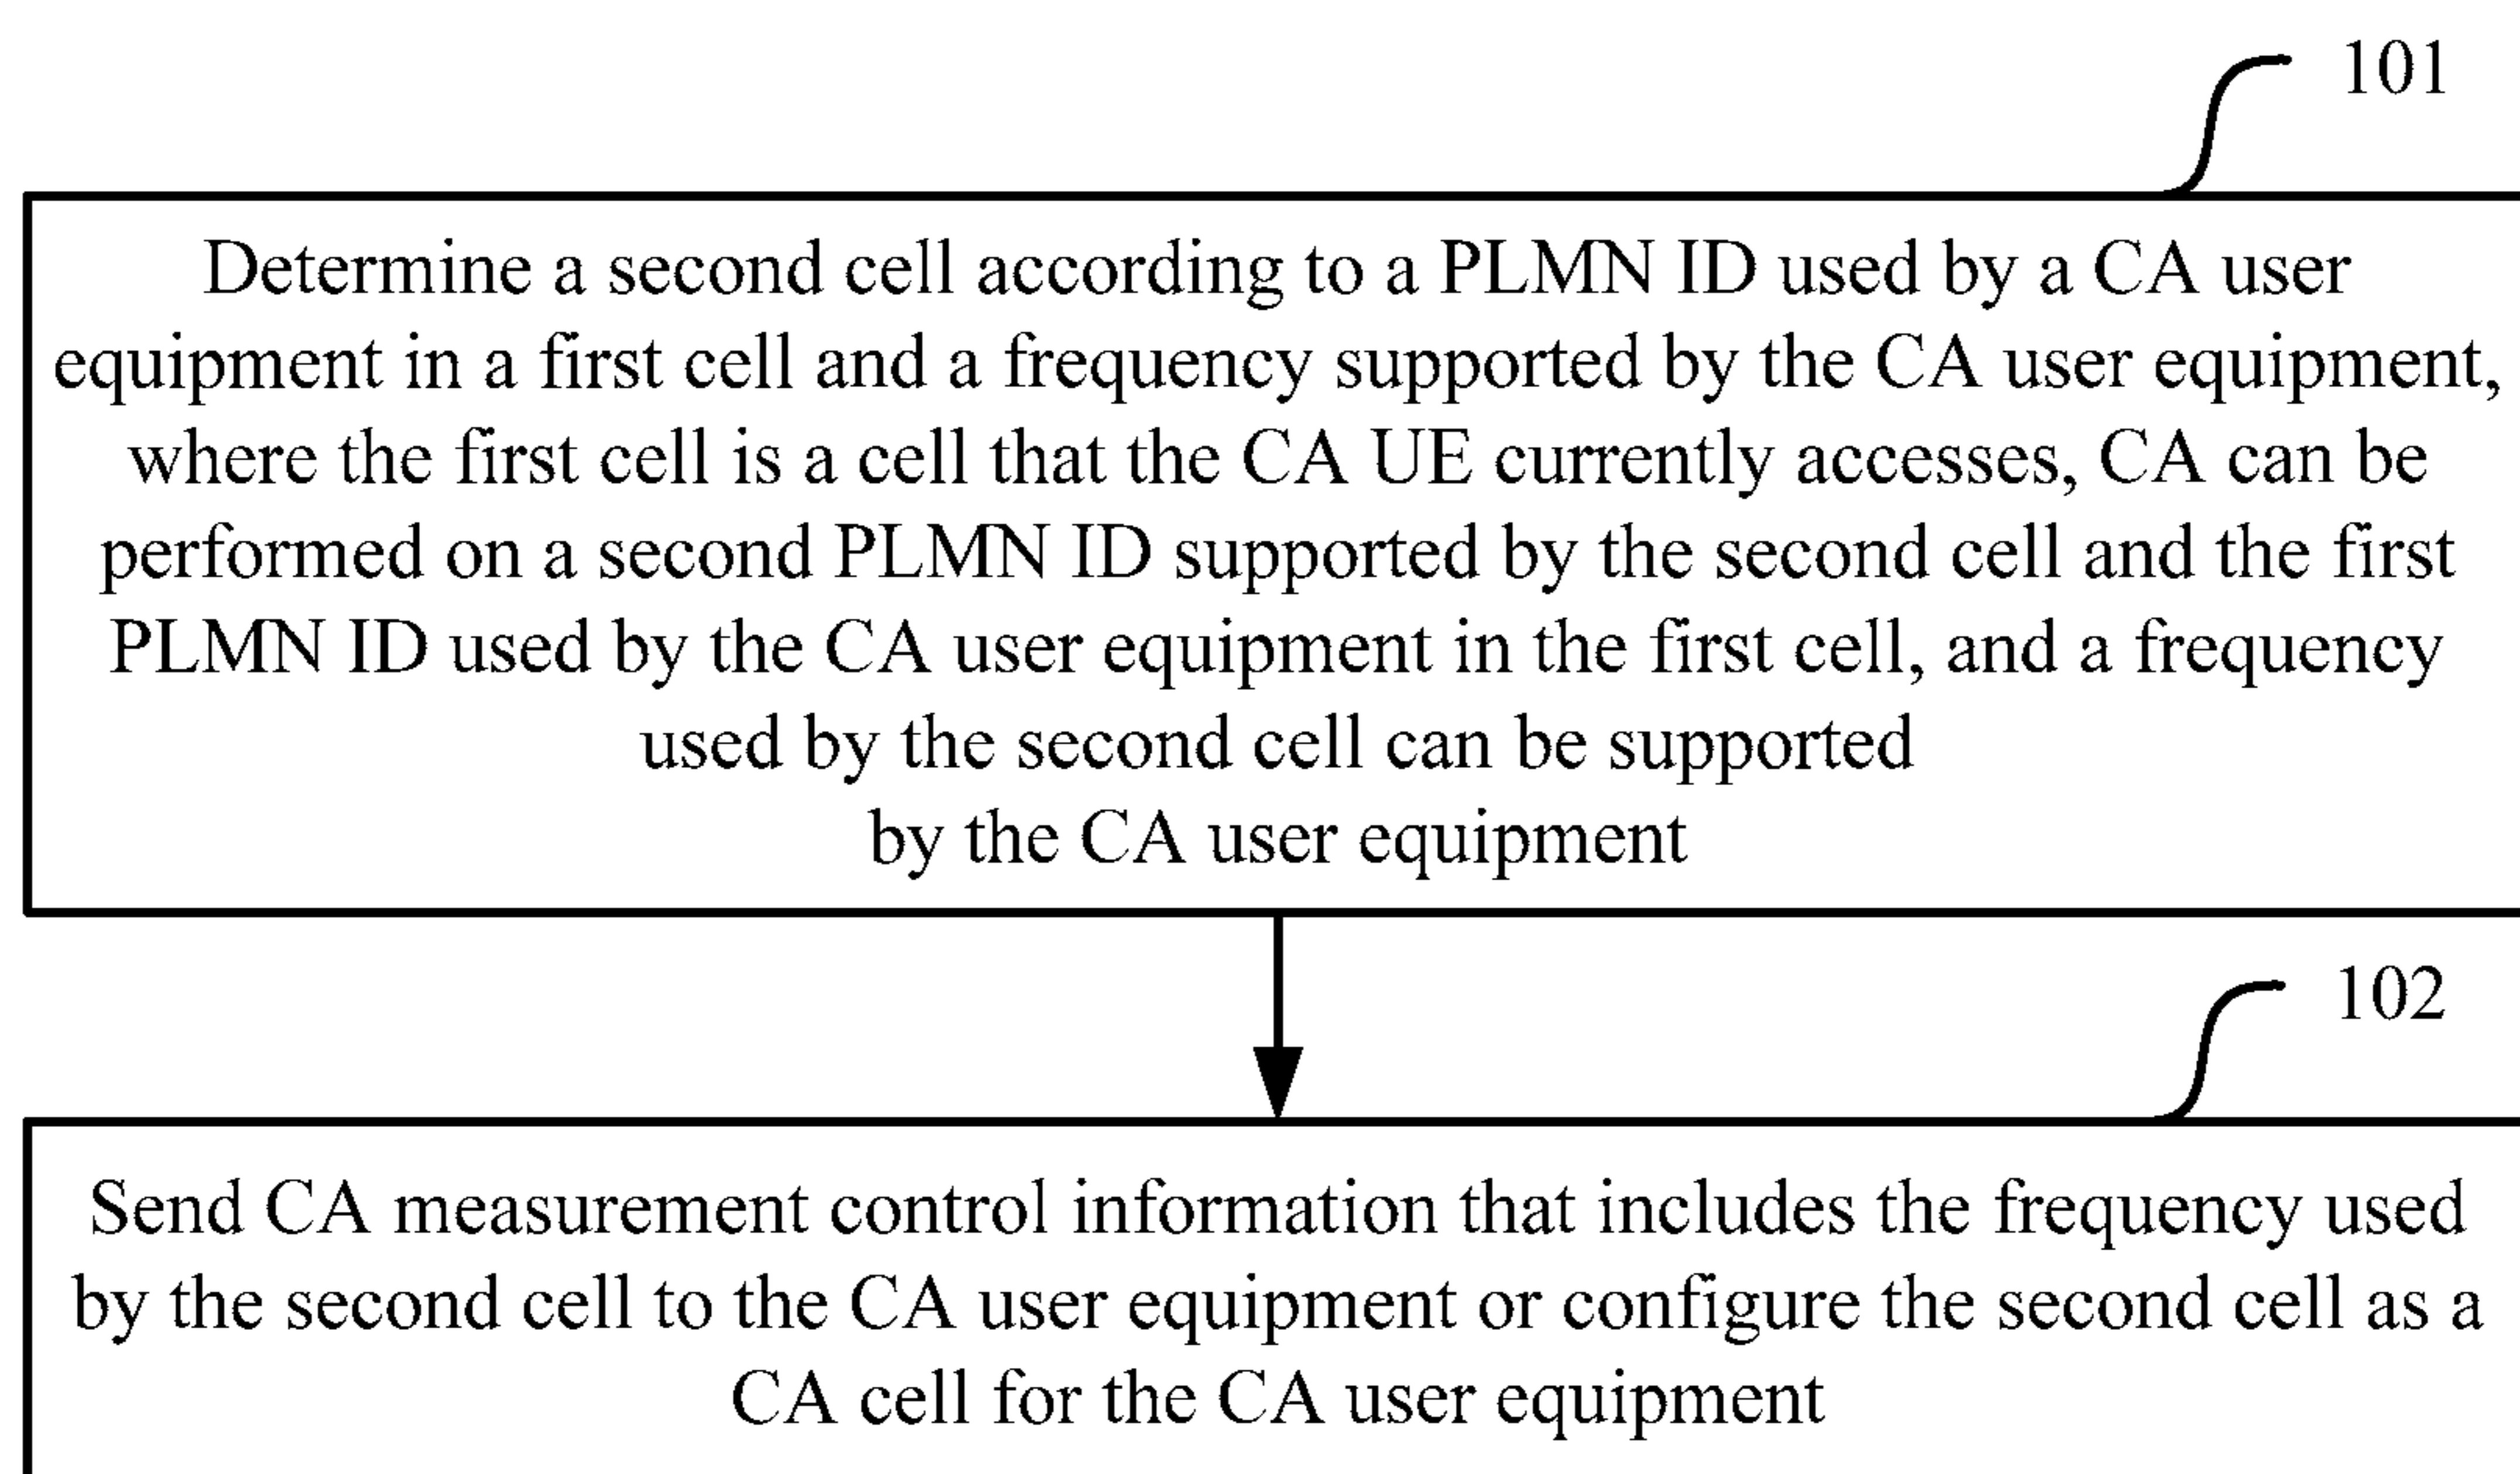 101
Determine a second cell according to a PLMN ID used by a CA user
equipment in a first cell and a frequency supported by the CA user equipment,
where the first cell is a cell that the CA UE currently accesses, CA can be
performed on a second PLMN ID supported by the second cell and the first
PLMN ID used by the CA user equipment in the first cell, and a frequency
used by the second cell can be supported
by the CA user equipment
102
Send CA measurement control information that includes the frequency used
by the second cell to the CA user equipment or configure the second cell as a
CA cell for the CA user equipment